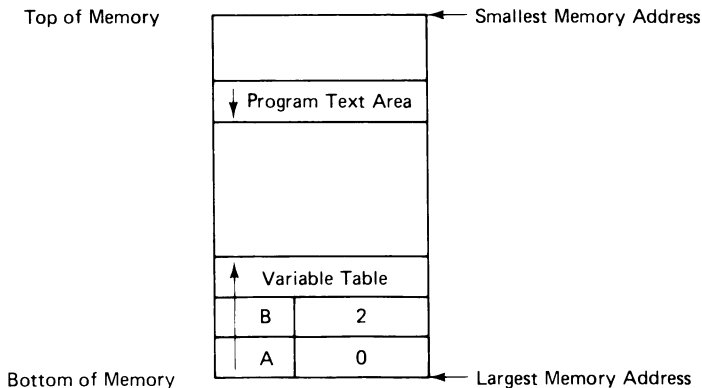 Top of Memory
Smallest Memory Address
Program Text Area
Variable Table
B 2
A 0
Bottom of Memory
Largest Memory Address